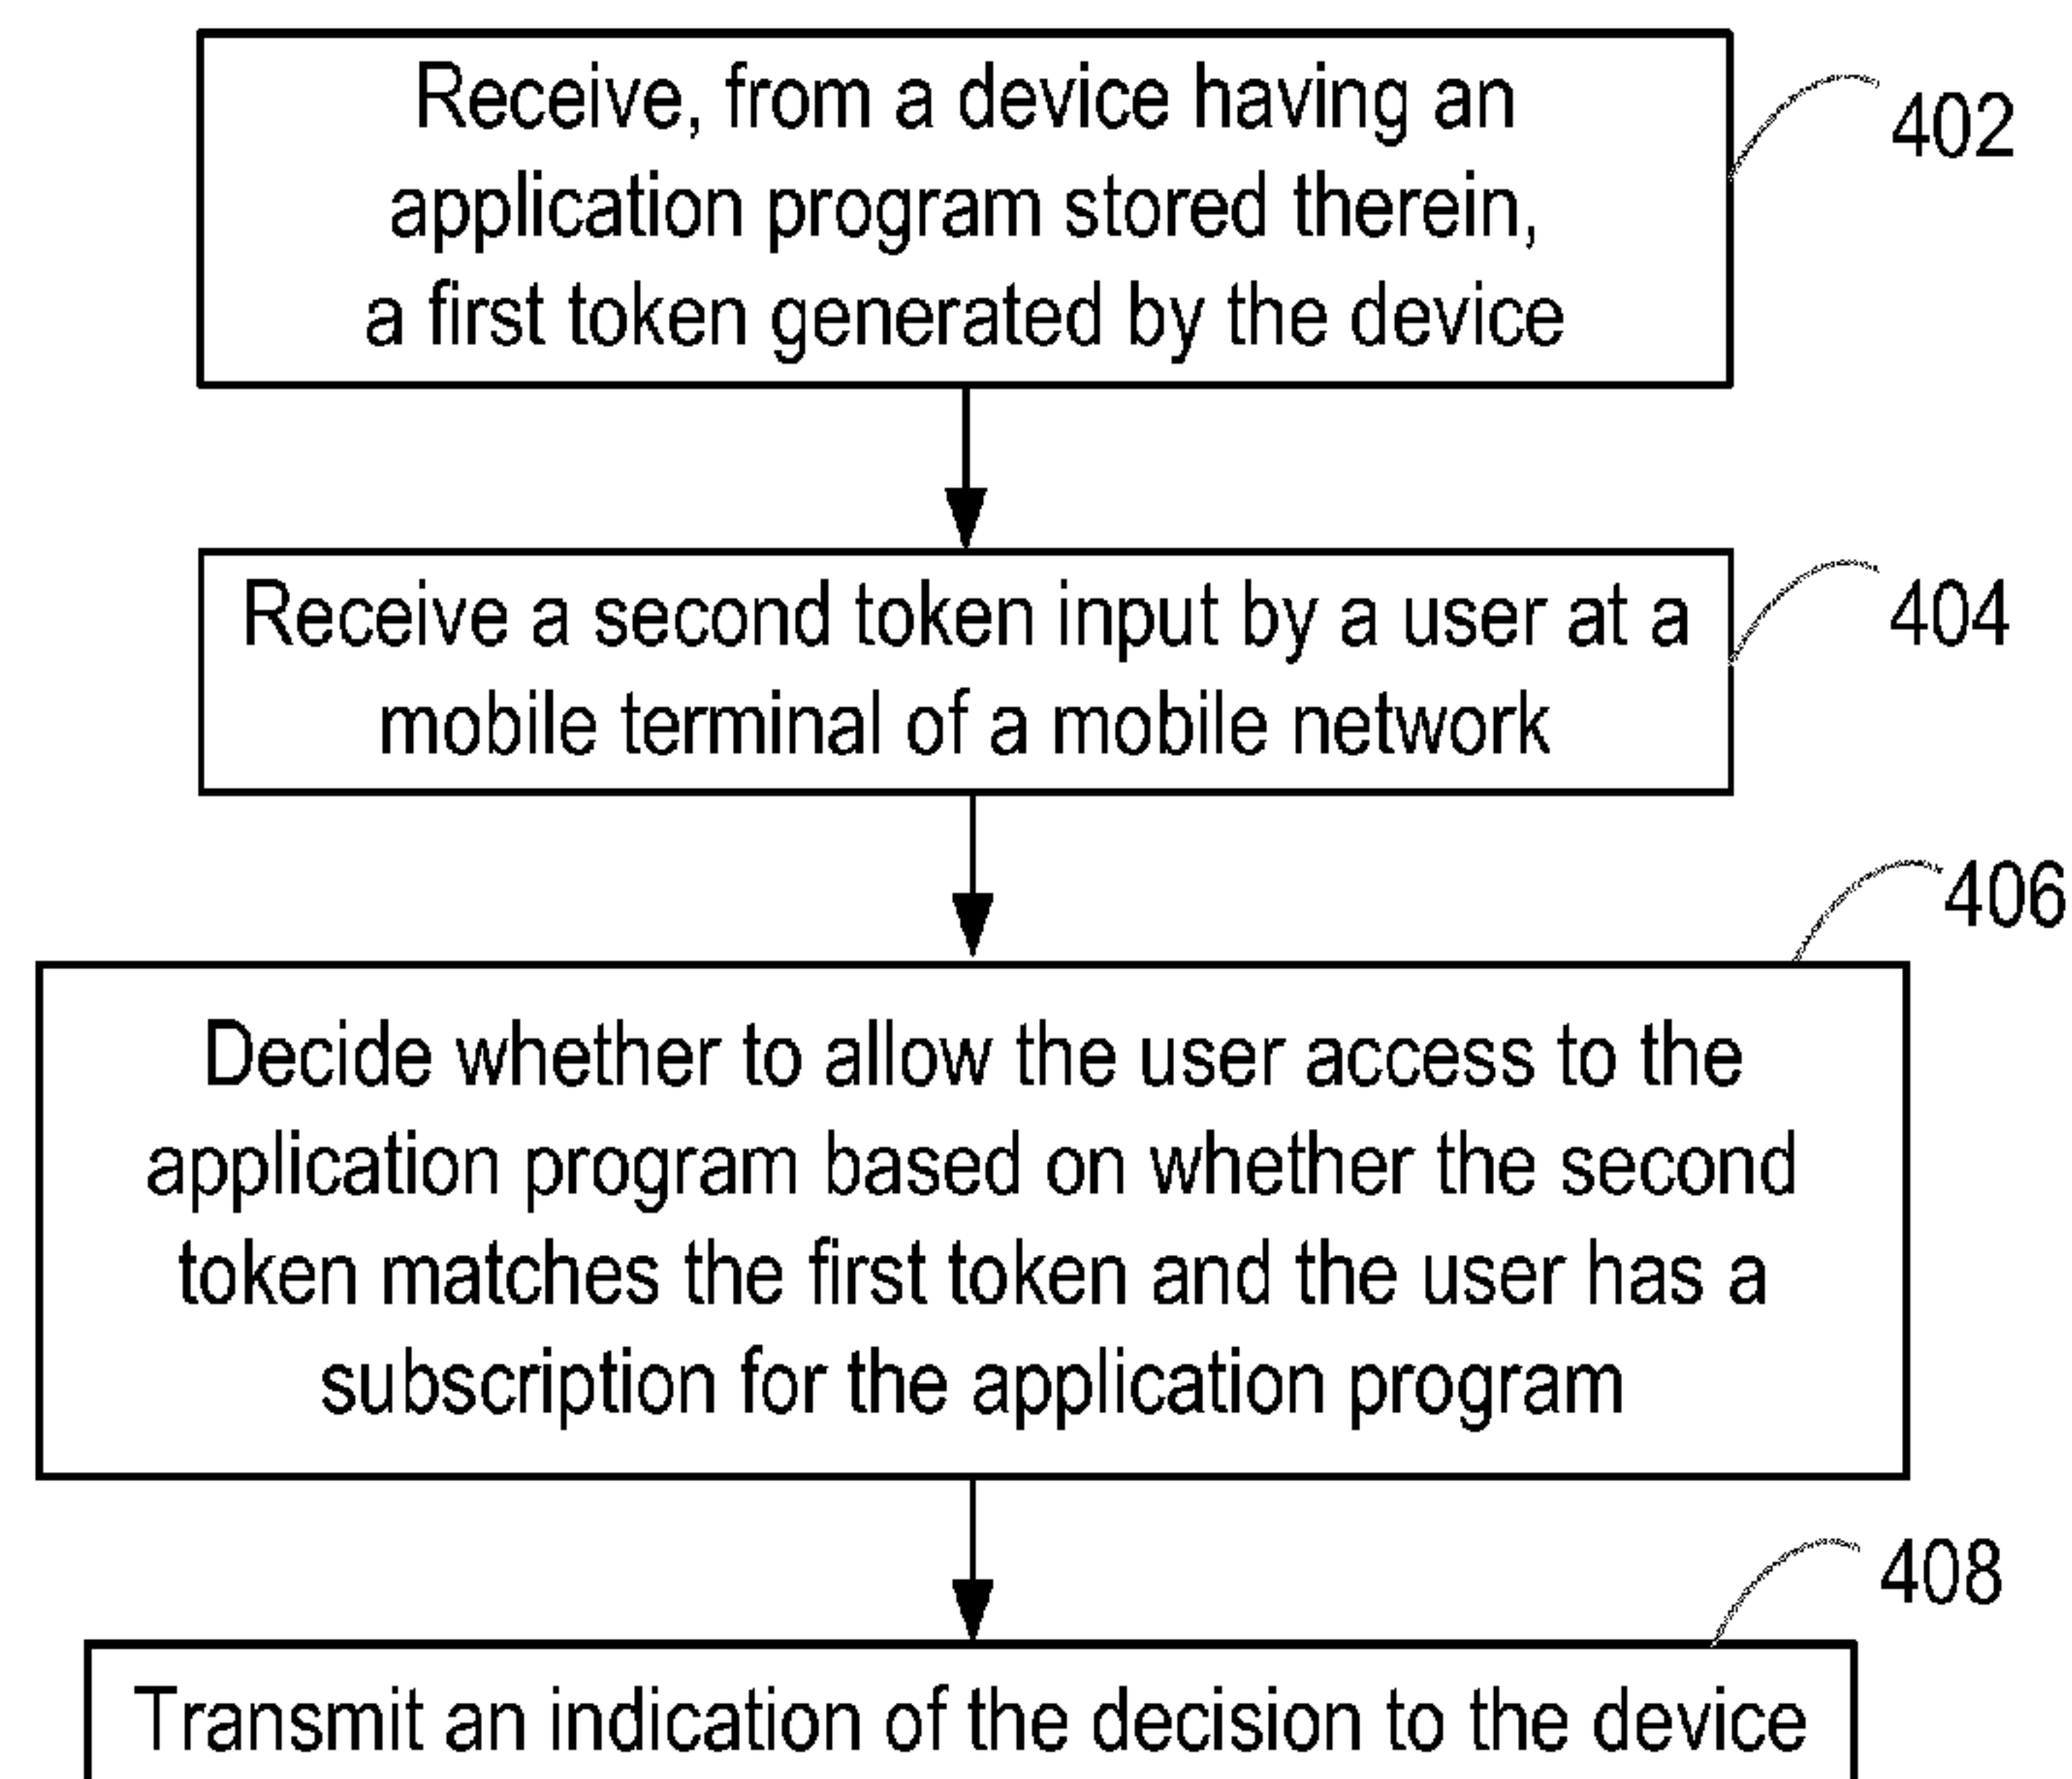 Receive, from a device having an
application program stored therein,
a first token generated by the device
402
Receive a second token input by a user at a
mobile terminal of a mobile network
404
406
Decide whether to allow the user access to the
application program based on whether the second
token matches the first token and the user has a
subscription for the application program
408
Transmit an indication of the decision to the device